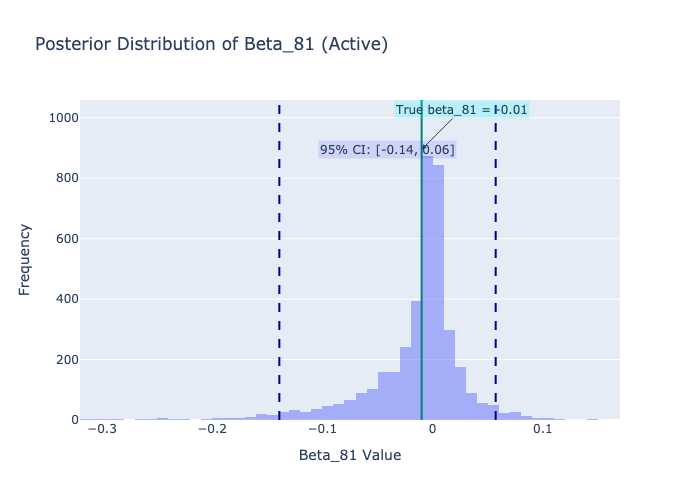 Posterior Distribution of Beta_81 (Active)
True beta_81 = -0.01
95% CI: [-0.14, 0.06]
1000
800
600
400
200
0
Frequency
−0.3
−0.2
−0.1
0
0.1
Beta_81 Value